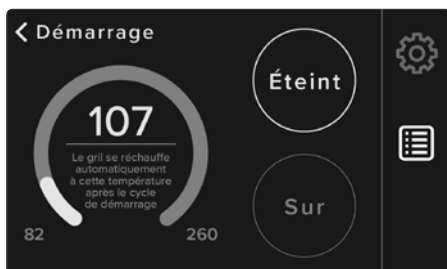 Démarrage
107
Le gril se réchauffe
automatiquement
à cette température
après le cycle
de démarrage
82
260
Éteint
Sur